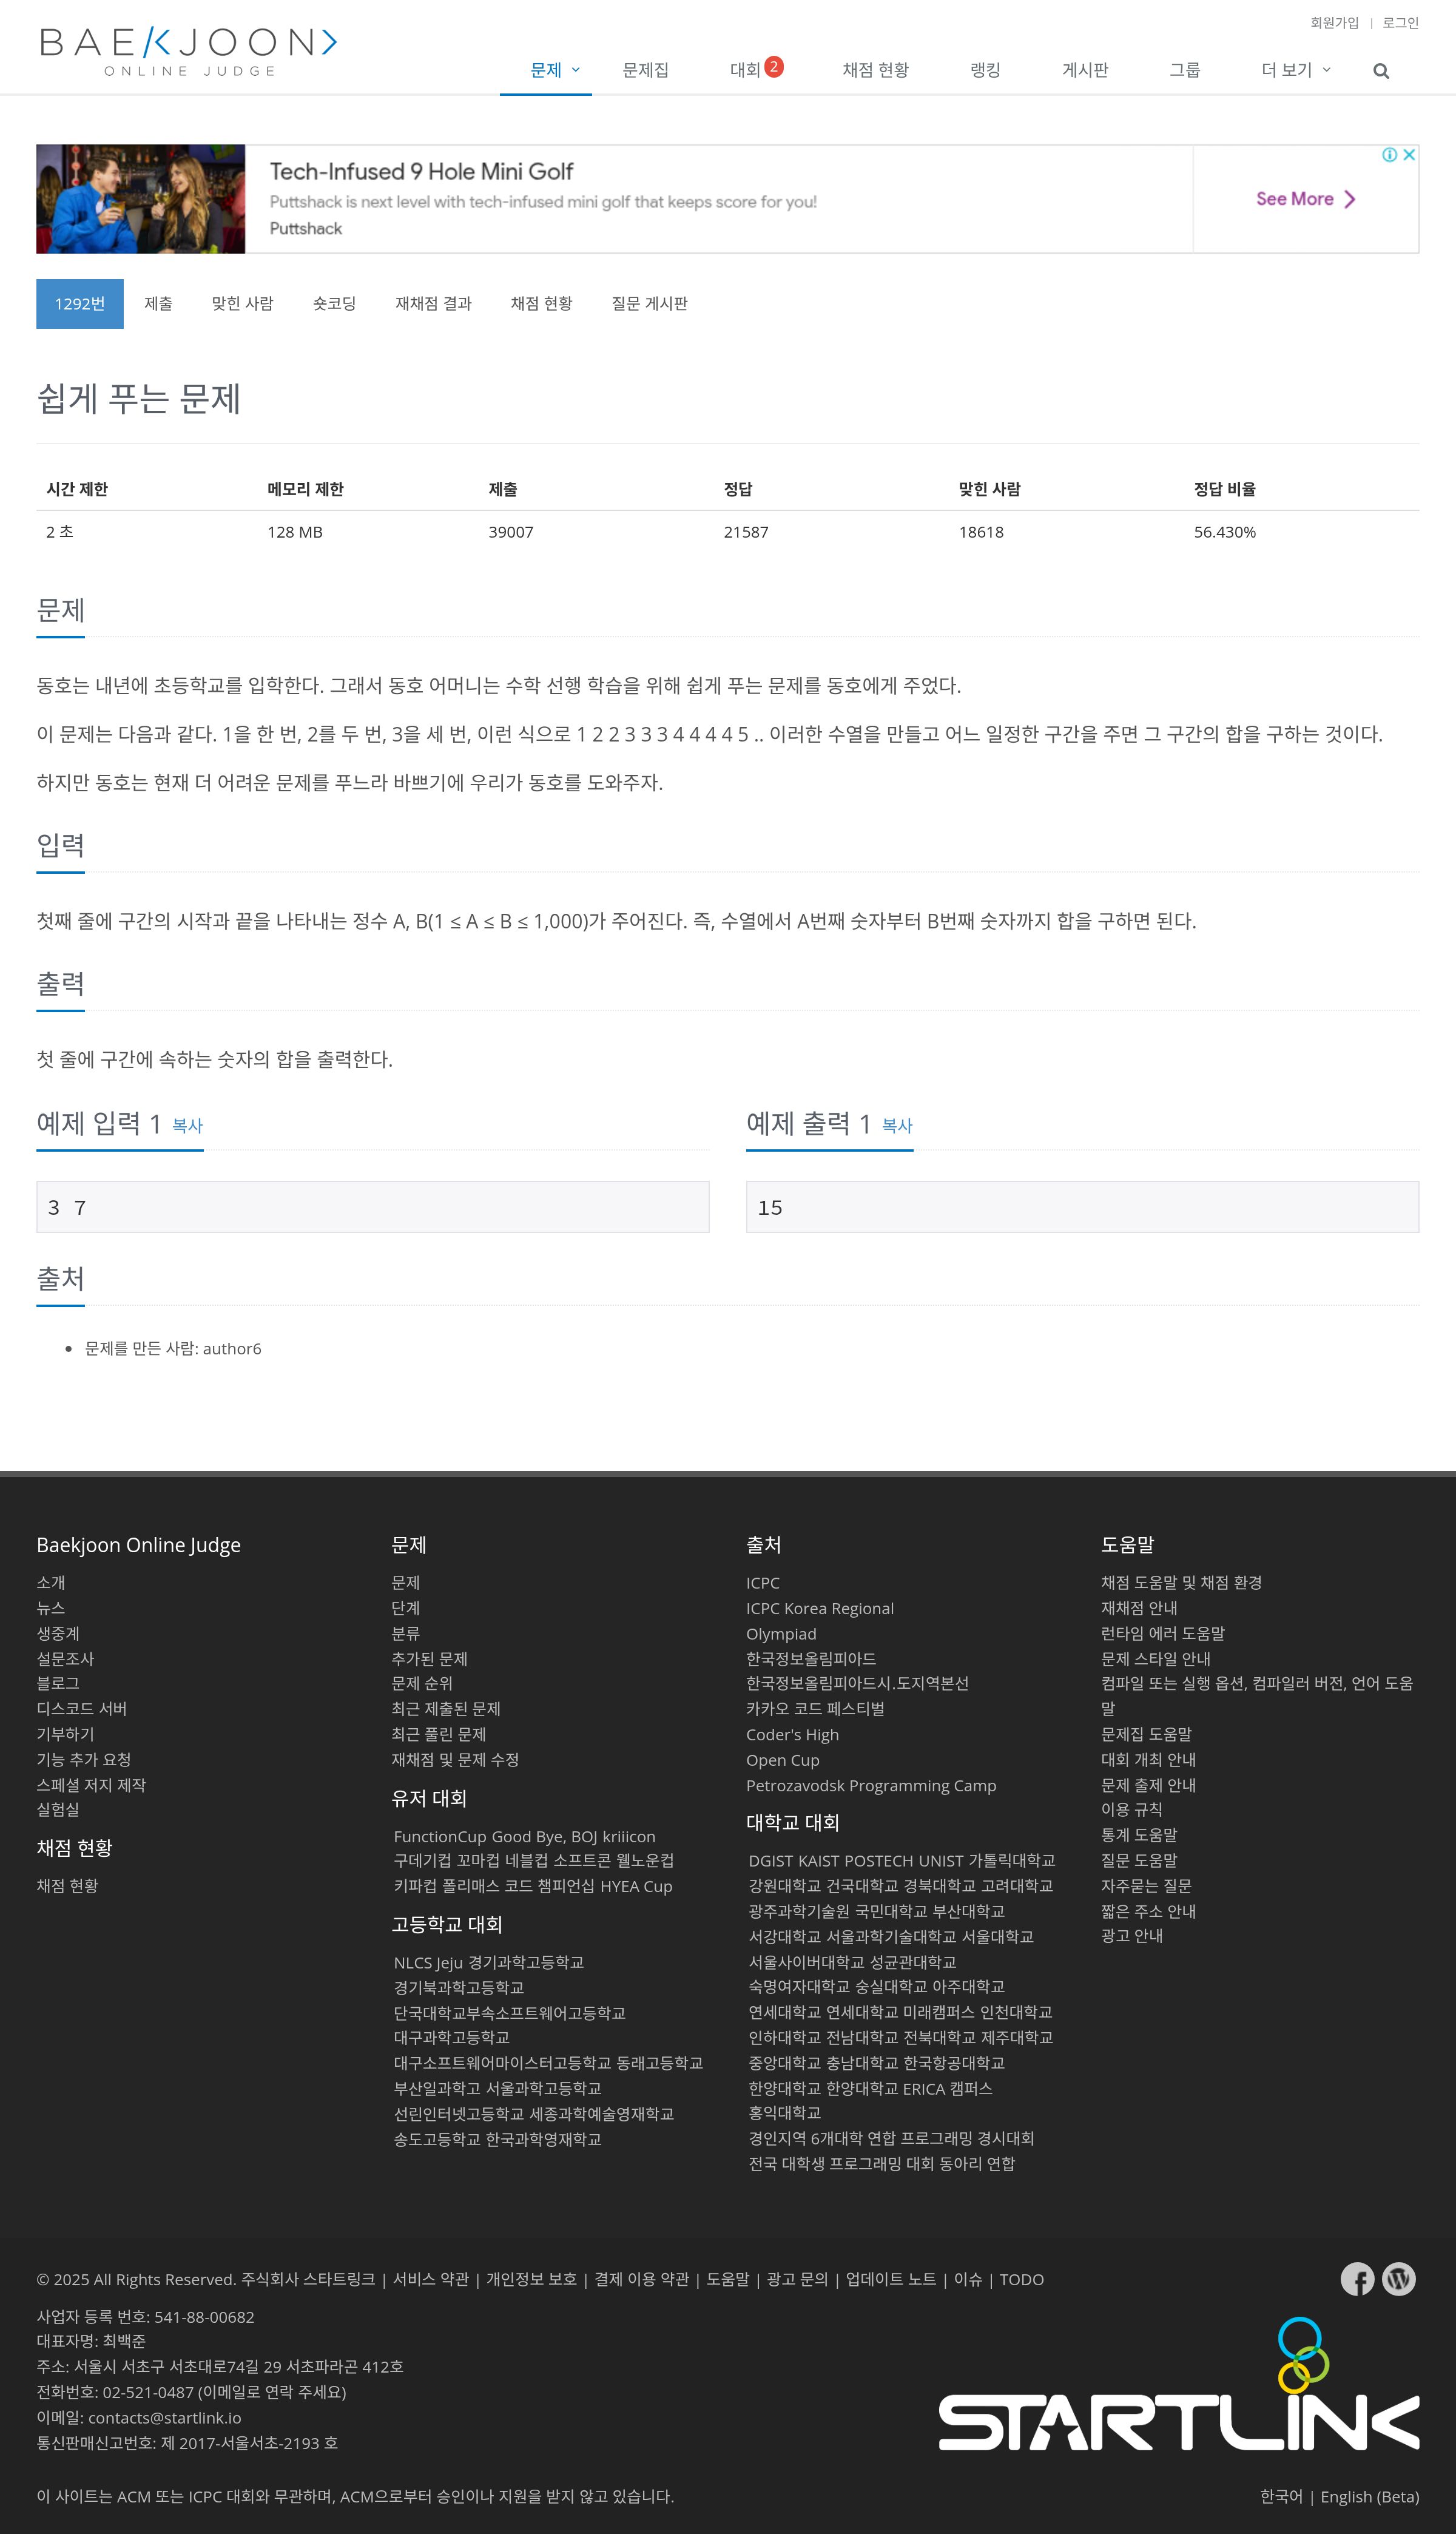 회원가입 | 로그인
BAEKJOON>
ONLINE JUDGE
문제 문제집 대회 2 채점 현황 랭킹 게시판 그룹 더 보기
Tech-Infused 9 Hole Mini Golf
Puttshack is next level with tech-infused mini golf that keeps score for you!
Puttshack
See More
1292번 제출 맞힌 사람 숏코딩 재채점 결과 채점 현황 질문 게시판
쉽게 푸는 문제
시간 제한 메모리 제한 제출 정답 맞힌 사람 정답 비율
2 초 128 MB 39007 21587 18618 56.430%
문제
동호는 내년에 초등학교를 입학한다. 그래서 동호 어머니는 수학 선행 학습을 위해 쉽게 푸는 문제를 동호에게 주었다.
이 문제는 다음과 같다. 1을 한 번, 2를 두 번, 3을 세 번, 이런 식으로 1 2 2 3 3 3 4 4 4 4 5 .. 이러한 수열을 만들고 어느 일정한 구간을 주면 그 구간의 합을 구하는 것이다.
하지만 동호는 현재 더 어려운 문제를 푸느라 바쁘기에 우리가 동호를 도와주자.
입력
첫째 줄에 구간의 시작과 끝을 나타내는 정수 A, B(1 ≤ A ≤ B ≤ 1,000)가 주어진다. 즉, 수열에서 A번째 숫자부터 B번째 숫자까지 합을 구하면 된다.
출력
첫 줄에 구간에 속하는 숫자의 합을 출력한다.
예제 입력 1 복사
3 7
예제 출력 1 복사
15
출처
• 문제를 만든 사람: author6
Baekjoon Online Judge
소개
뉴스
생중계
설문조사
블로그
디스코드 서버
기부하기
기능 추가 요청
스페셜 저지 제작
실험실
채점 현황
채점 현황
문제
문제
단계
분류
추가된 문제
문제 순위
최근 제출된 문제
최근 풀린 문제
재채점 및 문제 수정
유저 대회
FunctionCup Good Bye, BOJ kriiicon
구데기컵 꼬마컵 네블컵 소프트콘 웰노운컵
키파컵 폴리매스 코드 챔피언십 HYEA Cup
고등학교 대회
NLCS Jeju 경기과학고등학교
경기북과학고등학교
단국대학교부속소프트웨어고등학교
대구과학고등학교
대구소프트웨어마이스터고등학교 동래고등학교
부산일과학고 서울과학고등학교
선린인터넷고등학교 세종과학예술영재학교
송도고등학교 한국과학영재학교
출처
ICPC
ICPC Korea Regional
Olympiad
한국정보올림피아드
한국정보올림피아드시.도지역본선
카카오 코드 페스티벌
Coder's High
Open Cup
Petrozavodsk Programming Camp
대학교 대회
DGIST KAIST POSTECH UNIST 가톨릭대학교
강원대학교 건국대학교 경북대학교 고려대학교
광주과학기술원 국민대학교 부산대학교
서강대학교 서울과학기술대학교 서울대학교
서울사이버대학교 성균관대학교
숙명여자대학교 숭실대학교 아주대학교
연세대학교 연세대학교 미래캠퍼스 인천대학교
인하대학교 전남대학교 전북대학교 제주대학교
중앙대학교 충남대학교 한국항공대학교
한양대학교 한양대학교 ERICA 캠퍼스
홍익대학교
경인지역 6개대학 연합 프로그래밍 경시대회
전국 대학생 프로그래밍 대회 동아리 연합
도움말
채점 도움말 및 채점 환경
재채점 안내
런타임 에러 도움말
문제 스타일 안내
컴파일 또는 실행 옵션, 컴파일러 버전, 언어 도움
말
문제집 도움말
대회 개최 안내
문제 출제 안내
이용 규칙
통계 도움말
질문 도움말
자주묻는 질문
짧은 주소 안내
광고 안내
© 2025 All Rights Reserved. 주식회사 스타트링크 | 서비스 약관 | 개인정보 보호 | 결제 이용 약관 | 도움말 | 광고 문의 | 업데이트 노트 | 이슈 | TODO
사업자 등록 번호: 541-88-00682
대표자명: 최백준
주소: 서울시 서초구 서초대로74길 29 서초파라곤 412호
전화번호: 02-521-0487 (이메일로 연락 주세요)
이메일: contacts@startlink.io
통신판매신고번호: 제 2017-서울서초-2193 호
STARTLINK
이 사이트는 ACM 또는 ICPC 대회와 무관하며, ACM으로부터 승인이나 지원을 받지 않고 있습니다.
한국어 | English (Beta)